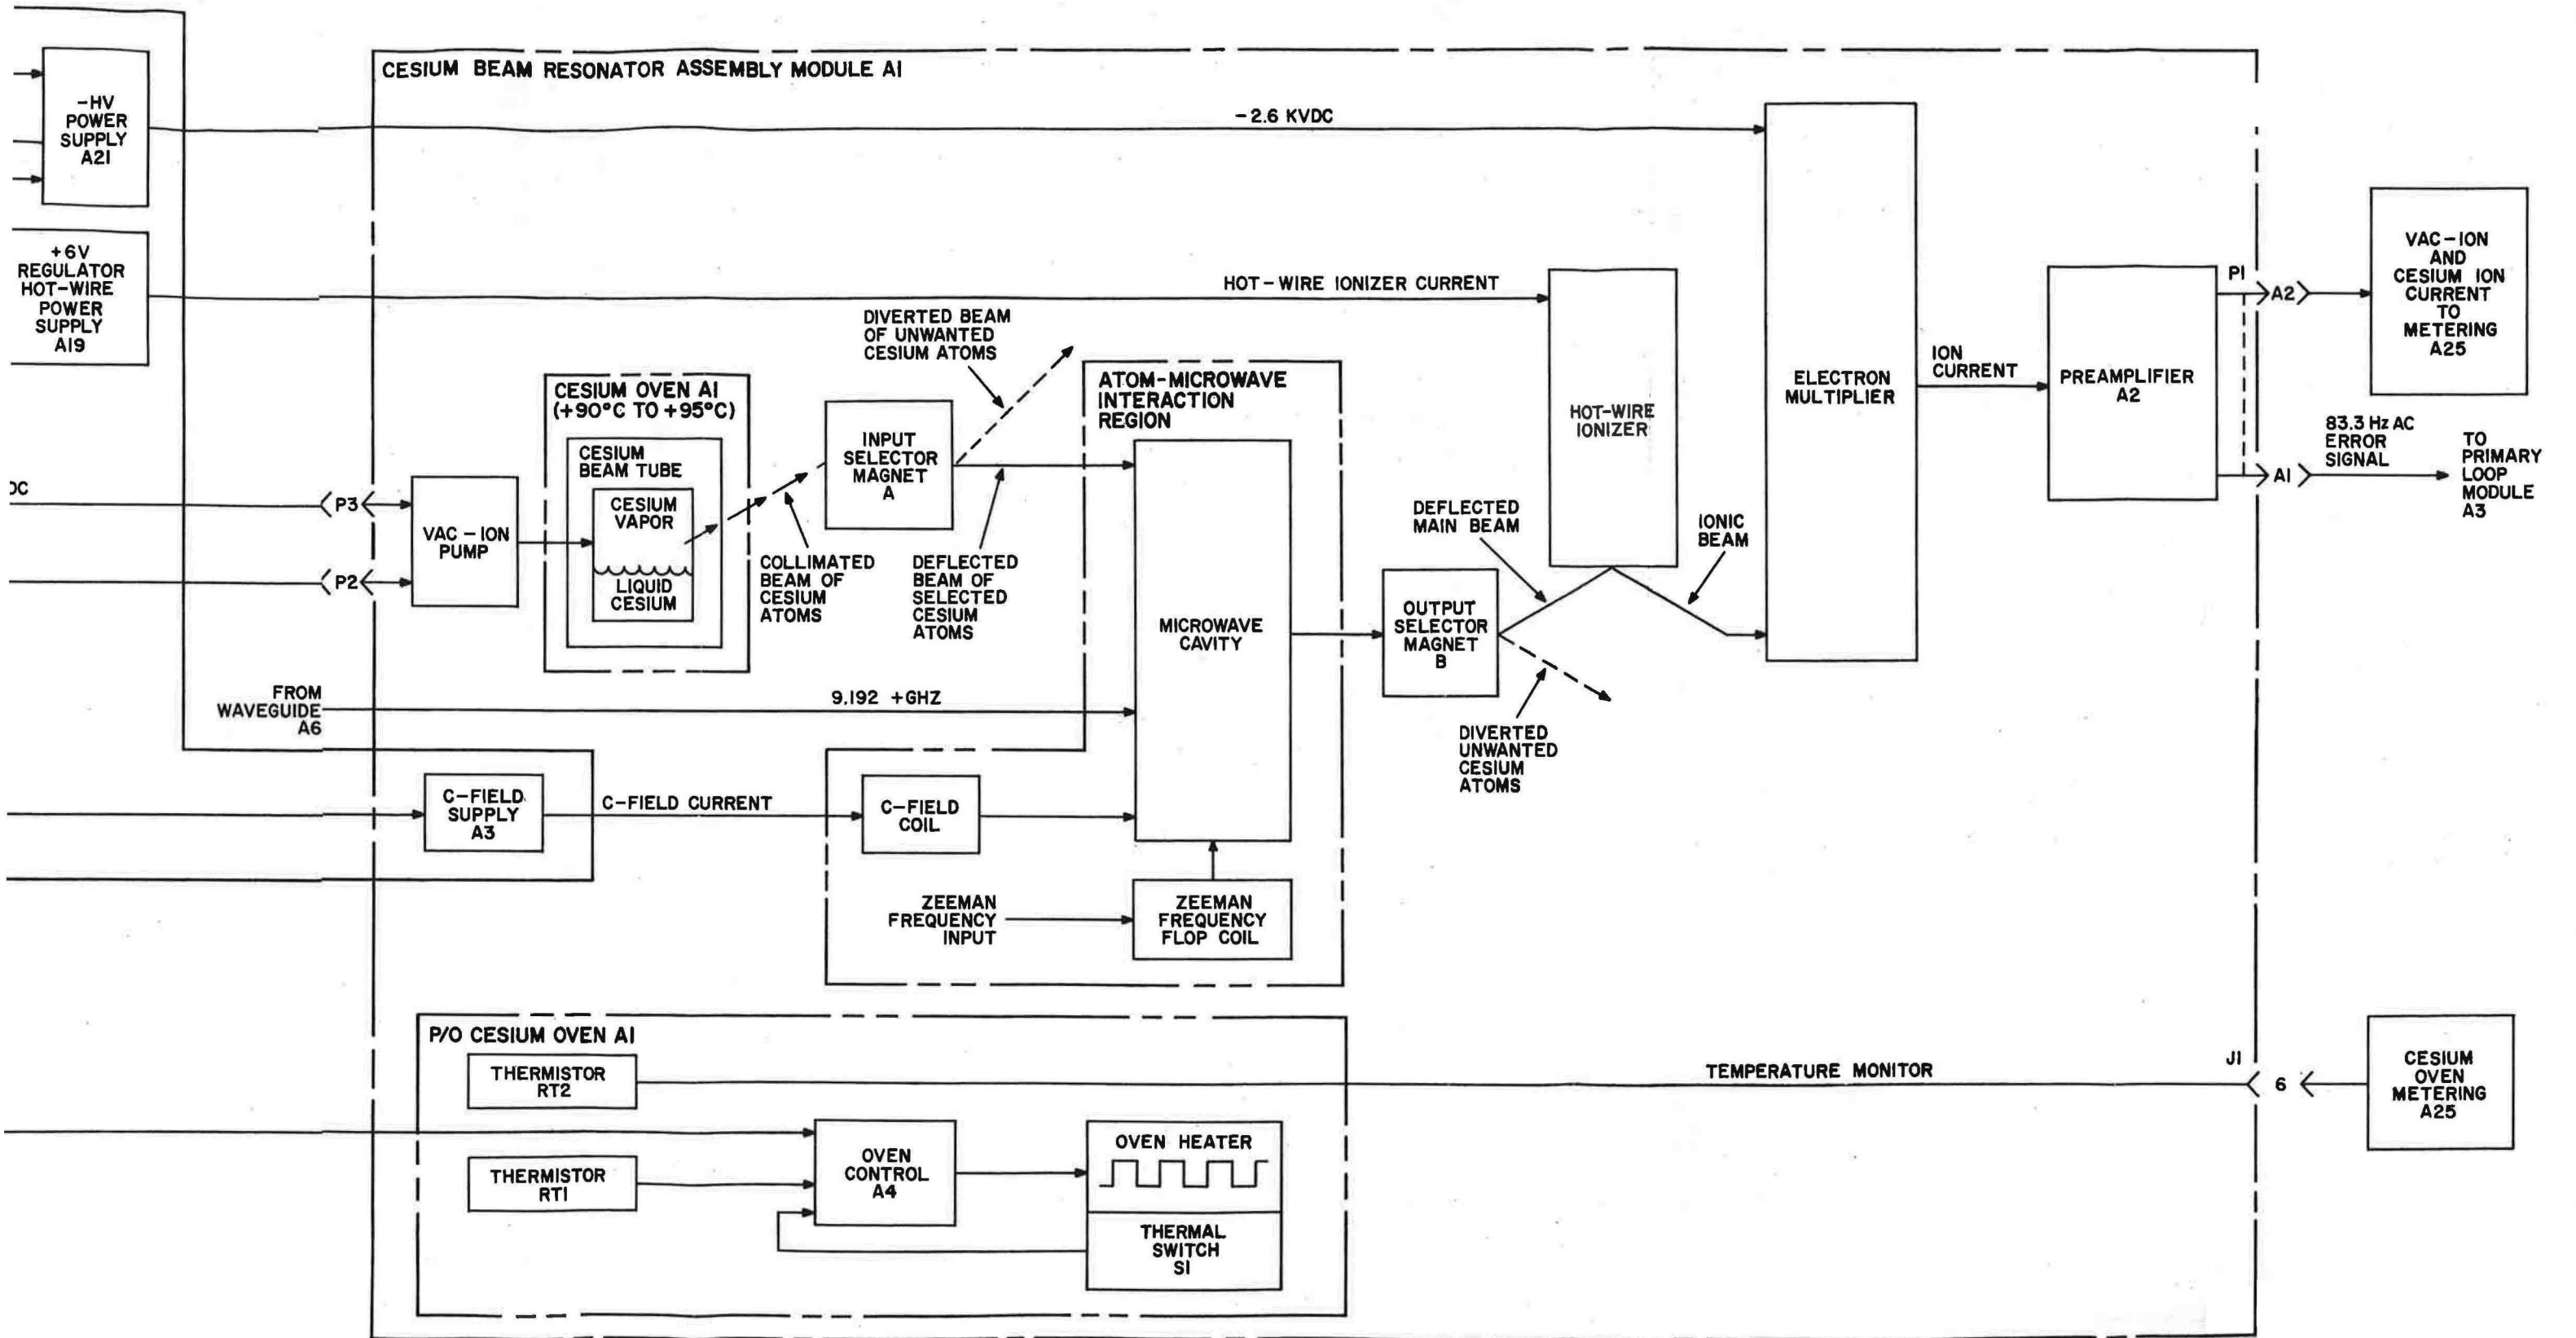 CESIUM BEAM RESONATOR ASSEMBLY MODULE A1
-HV
POWER
SUPPLY
A21
-2.6 KVDC
+6V
REGULATOR
HOT-WIRE
POWER
SUPPLY
A19
HOT-WIRE IONIZER CURRENT
DIVERTED BEAM
OF UNWANTED
CESIUM ATOMS
CESIUM OVEN A1
(+90°C TO +95°C)
CESIUM
BEAM TUBE
CESIUM
VAPOR
LIQUID
CESIUM
DC
P3
P2
VAC-ION
PUMP
COLLIMATED
BEAM OF
CESIUM
ATOMS
INPUT
SELECTOR
MAGNET
A
DEFLECTED
BEAM OF
SELECTED
CESIUM
ATOMS
ATOM-MICROWAVE
INTERACTION
REGION
MICROWAVE
CAVITY
HOT-WIRE
IONIZER
DEFLECTED
MAIN BEAM
IONIC
BEAM
OUTPUT
SELECTOR
MAGNET
B
DIVERTED
UNWANTED
CESIUM
ATOMS
ELECTRON
MULTIPLIER
ION
CURRENT
PREAMPLIFIER
A2
P1
A2
VAC-ION
AND
CESIUM ION
CURRENT
TO
METERING
A25
A1
83.3 Hz AC
ERROR
SIGNAL
TO
PRIMARY
LOOP
MODULE
A3
FROM
WAVEGUIDE
A6
9.192 +GHZ
C-FIELD
SUPPLY
A3
C-FIELD CURRENT
C-FIELD
COIL
ZEEMAN
FREQUENCY
INPUT
ZEEMAN
FREQUENCY
FLOP COIL
P/O CESIUM OVEN A1
THERMISTOR
RT2
TEMPERATURE MONITOR
J1
6
CESIUM
OVEN
METERING
A25
THERMISTOR
RT1
OVEN
CONTROL
A4
OVEN HEATER
THERMAL
SWITCH
S1